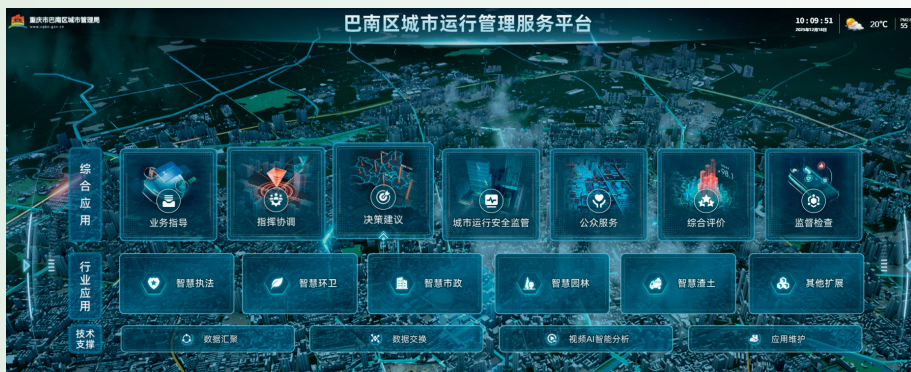 重庆市巴南区城市管理局
巴南区城市运行管理服务平台
10:09:51
20℃
55
综合应用
业务指导
指挥协调
决策建议
城市运行安全监管
公众服务
+98.1
综合评价
监督检查
行业应用
智慧执法
智慧环卫
智慧市政
智慧园林
智慧渣土
其他扩展
技术支撑
数据汇聚
数据交换
视频AI智能分析
应用维护